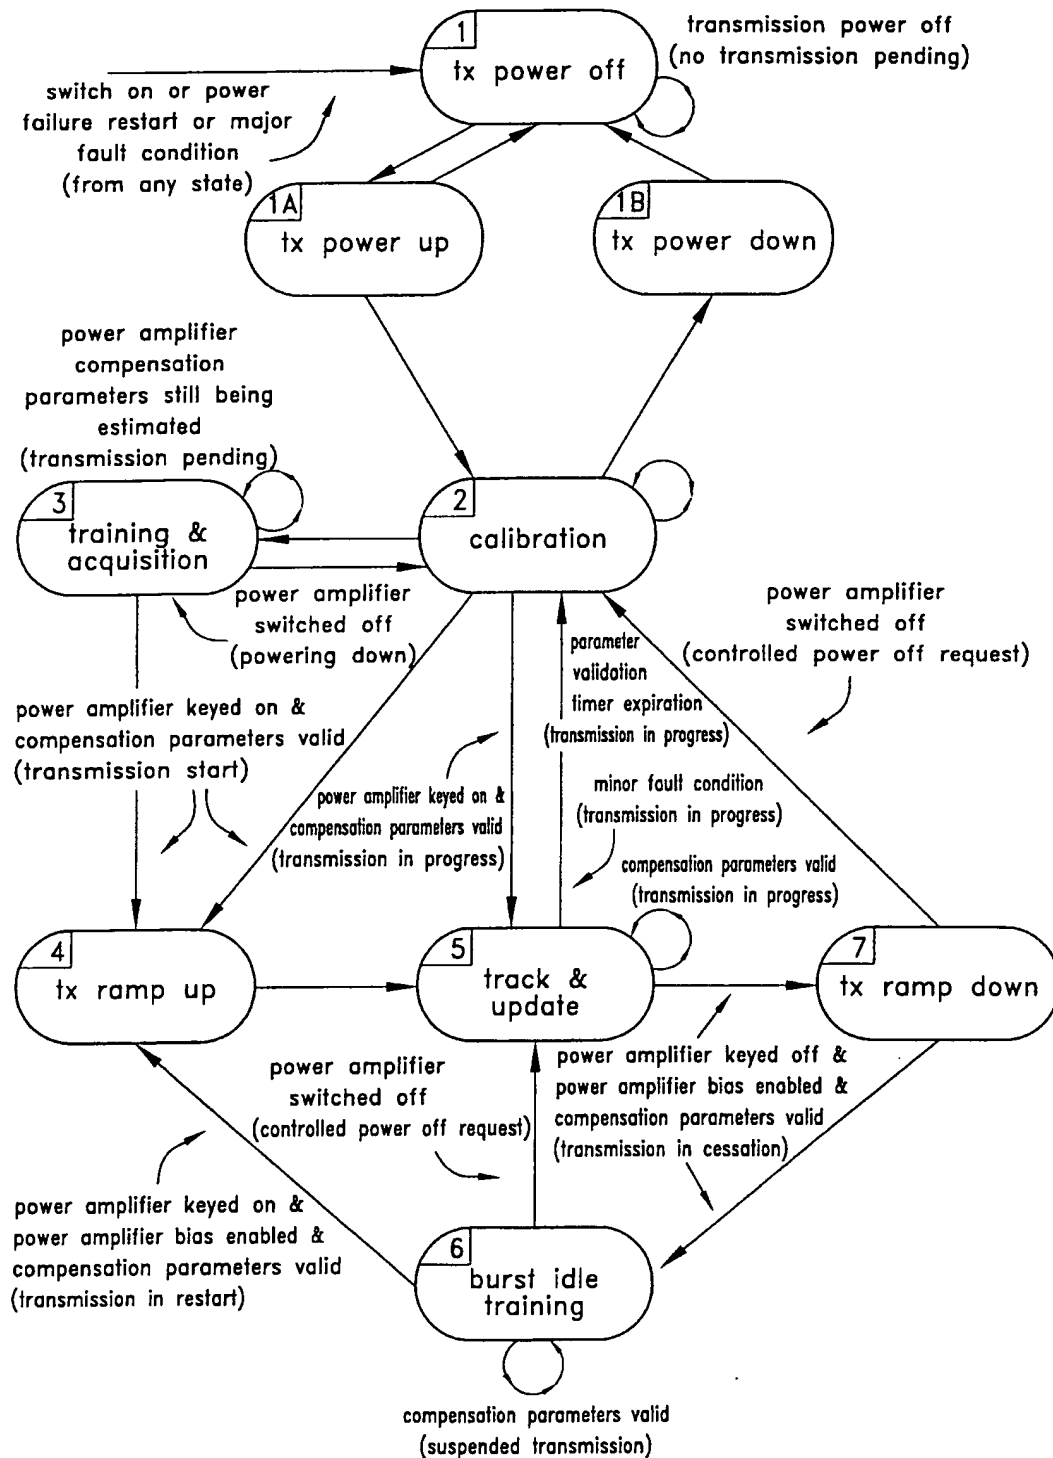 1
tx power off
transmission power off
(no transmission pending)
switch on or power
failure restart or major
fault condition
(from any state)
1A
tx power up
1B
tx power down
power amplifier
compensation
parameters still being
estimated
(transmission pending)
3
training &
acquisition
2
calibration
power amplifier
switched off
(powering down)
power amplifier
switched off
(controlled power off request)
parameter
validation
timer expiration
(transmission in progress)
power amplifier keyed on &
compensation parameters valid
(transmission start)
power amplifier keyed on &
compensation parameters valid
(transmission in progress)
minor fault condition
(transmission in progress)
compensation parameters valid
(transmission in progress)
4
tx ramp up
5
track &
update
7
tx ramp down
power amplifier
switched off
(controlled power off request)
power amplifier keyed off &
power amplifier bias enabled &
compensation parameters valid
(transmission in cessation)
power amplifier keyed on &
power amplifier bias enabled &
compensation parameters valid
(transmission in restart)
6
burst idle
training
compensation parameters valid
(suspended transmission)